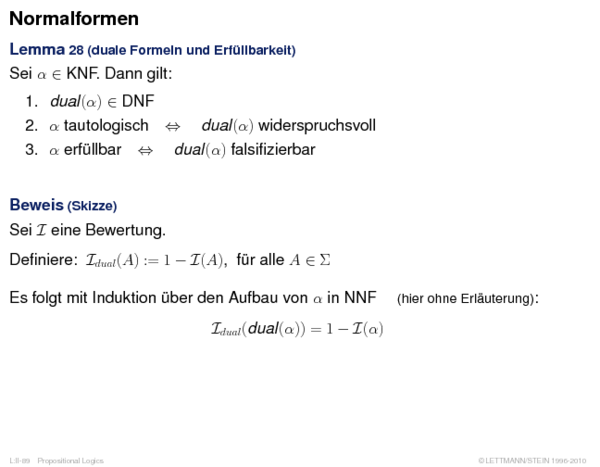 Normalformen
Lemma 28 (duale Formeln und Erfüllbarkeit)
Sei α ∈ KNF. Dann gilt:
1. dual(α) ∈ DNF
2. α tautologisch ⇔ dual(α) widerspruchsvoll
3. α erfüllbar ⇔ dual(α) falsifizierbar
Beweis (Skizze)
Sei ℐ eine Bewertung.
Definiere: ℐ_dual(A) := 1 − ℐ(A), für alle A ∈ Σ
Es folgt mit Induktion über den Aufbau von α in NNF (hier ohne Erläuterung):
ℐ_dual(dual(α)) = 1 − ℐ(α)
L:II-89 Propositional Logics ©LETTMANN/STEIN 1996-2010